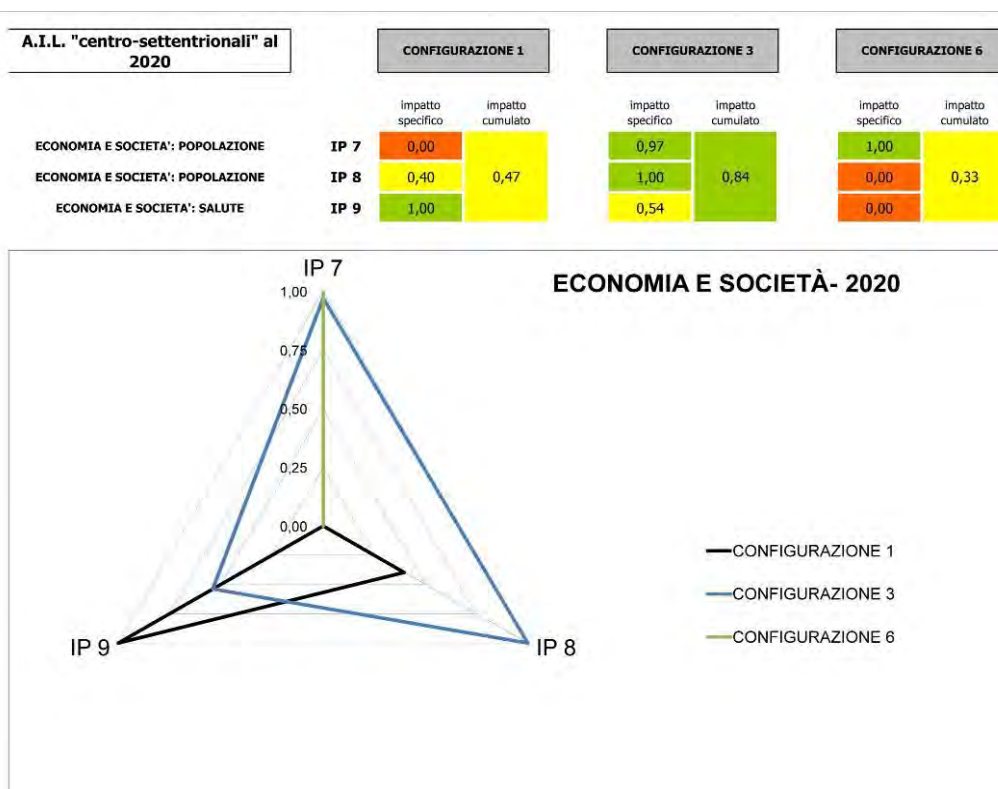 A.I.L. "centro-settentrionali" al
2020
CONFIGURAZIONE 1
CONFIGURAZIONE 3
CONFIGURAZIONE 6
impatto specifico
impatto cumulato
impatto specifico
impatto cumulato
impatto specifico
impatto cumulato
ECONOMIA E SOCIETA': POPOLAZIONE IP 7 0,00 0,97 1,00
ECONOMIA E SOCIETA': POPOLAZIONE IP 8 0,40 0,47 1,00 0,84 0,00 0,33
ECONOMIA E SOCIETA': SALUTE IP 9 1,00 0,54 0,00
ECONOMIA E SOCIETÀ- 2020
IP 7
1,00
0,75
0,50
0,25
0,00
IP 9
IP 8
CONFIGURAZIONE 1
CONFIGURAZIONE 3
CONFIGURAZIONE 6